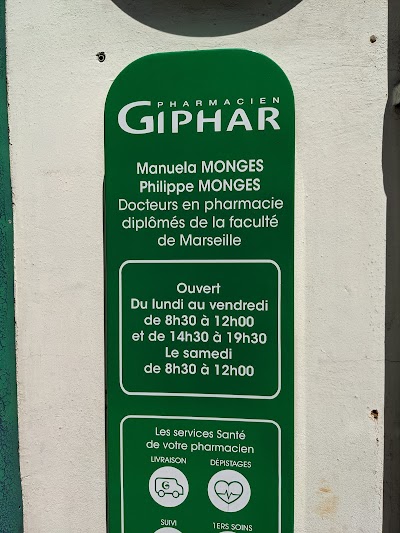 PHARMACIEN
GIPHAR
Manuela MONGES
Philippe MONGES
Docteurs en pharmacie
diplômés de la faculté
de Marseille
Ouvert
Du lundi au vendredi
de 8h30 à 12h00
et de 14h30 à 19h30
Le samedi
de 8h30 à 12h00
Les services Santé
de votre pharmacien
LIVRAISON DÉPISTAGES
G
SUIVI 1ERS SOINS